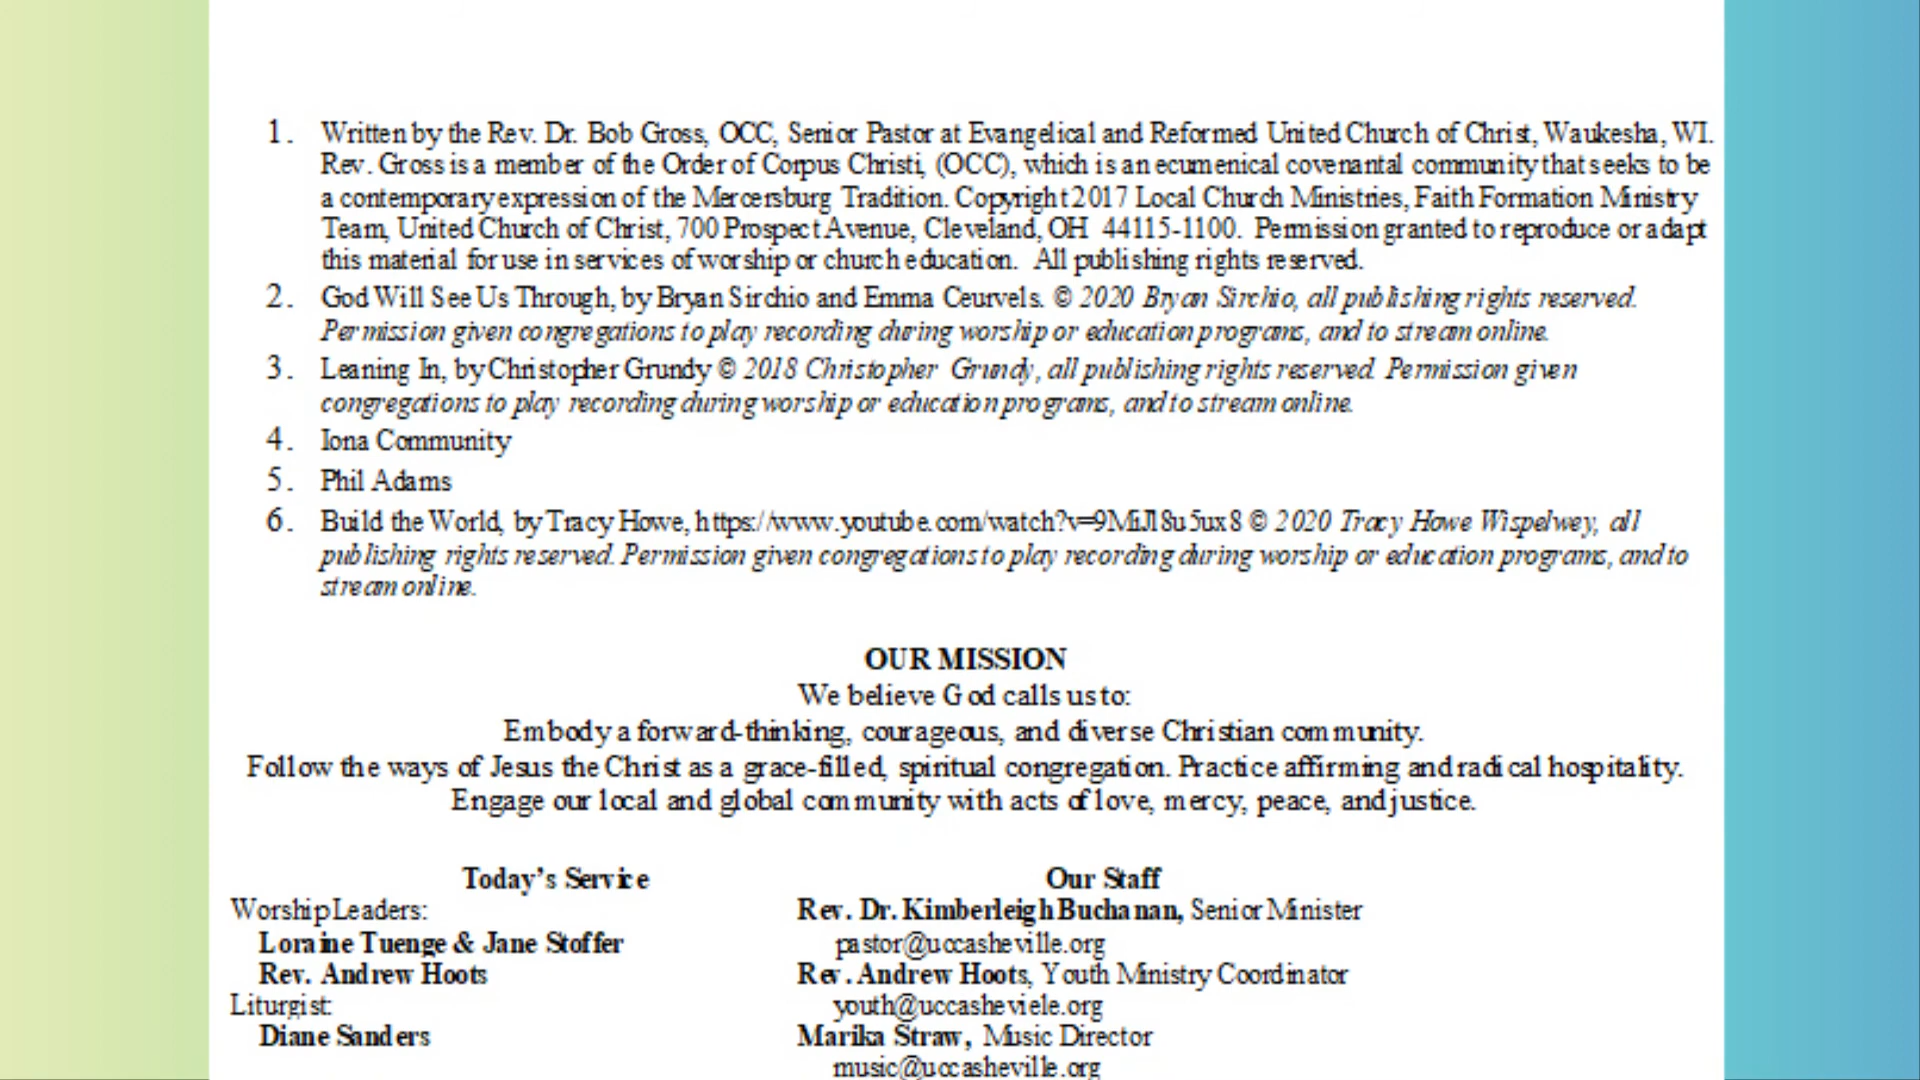 1. Written by the Rev. Dr. Bob Gross, OCC, Senior Pastor at Evangelical and Reformed United Church of Christ, Waukesha, WI.
Rev. Gross is a member of the Order of Corpus Christi, (OCC), which is an ecumenical covenantal community that seeks to be
a contemporary expression of the Mercersburg Tradition. Copyright 2017 Local Church Ministries, Faith Formation Ministry
Team, United Church of Christ, 700 Prospect Avenue, Cleveland, OH 44115-1100. Permission granted to reproduce or adapt
this material for use in services of worship or church education. All publishing rights reserved.
2. God Will See Us Through, by Bryan Sirchio and Emma Ceurvels. © 2020 Bryan Sirchio, all publishing rights reserved.
Permission given congregations to play recording during worship or education programs, and to stream online.
3. Leaning In, by Christopher Grundy © 2018 Christopher Grundy, all publishing rights reserved. Permission given
congregations to play recording during worship or education programs, and to stream online.
4. Iona Community
5. Phil Adams
6. Build the World, by Tracy Howe, © 2020 Tracy Howe Wispelwey, all
publishing rights reserved. Permission given congregations to play recording during worship or education programs, and to
stream online.
OUR MISSION
We believe God calls us to:
Embody a forward-thinking, courageous, and diverse Christian community.
Follow the ways of Jesus the Christ as a grace-filled, spiritual congregation. Practice affirming and radical hospitality.
Engage our local and global community with acts of love, mercy, peace, and justice.
Today's Service
Worship Leaders:
Loraine Tuenge & Jane Stoffer
Rev. Andrew Hoots
Liturgist:
Diane Sanders
Our Staff
Rev. Dr. Kimberleigh Buchanan, Senior Minister
pastor@uccasheville.org
Rev. Andrew Hoots, Youth Ministry Coordinator
youth@uccasheviele.org
Marika Straw, Music Director
music@uccasheville.org